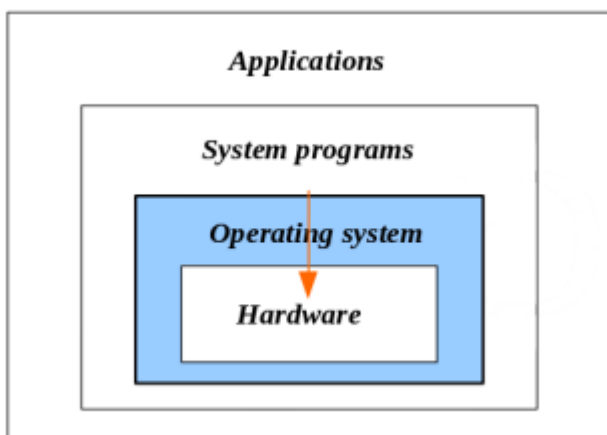 Applications
System programs
Operating system
Hardware